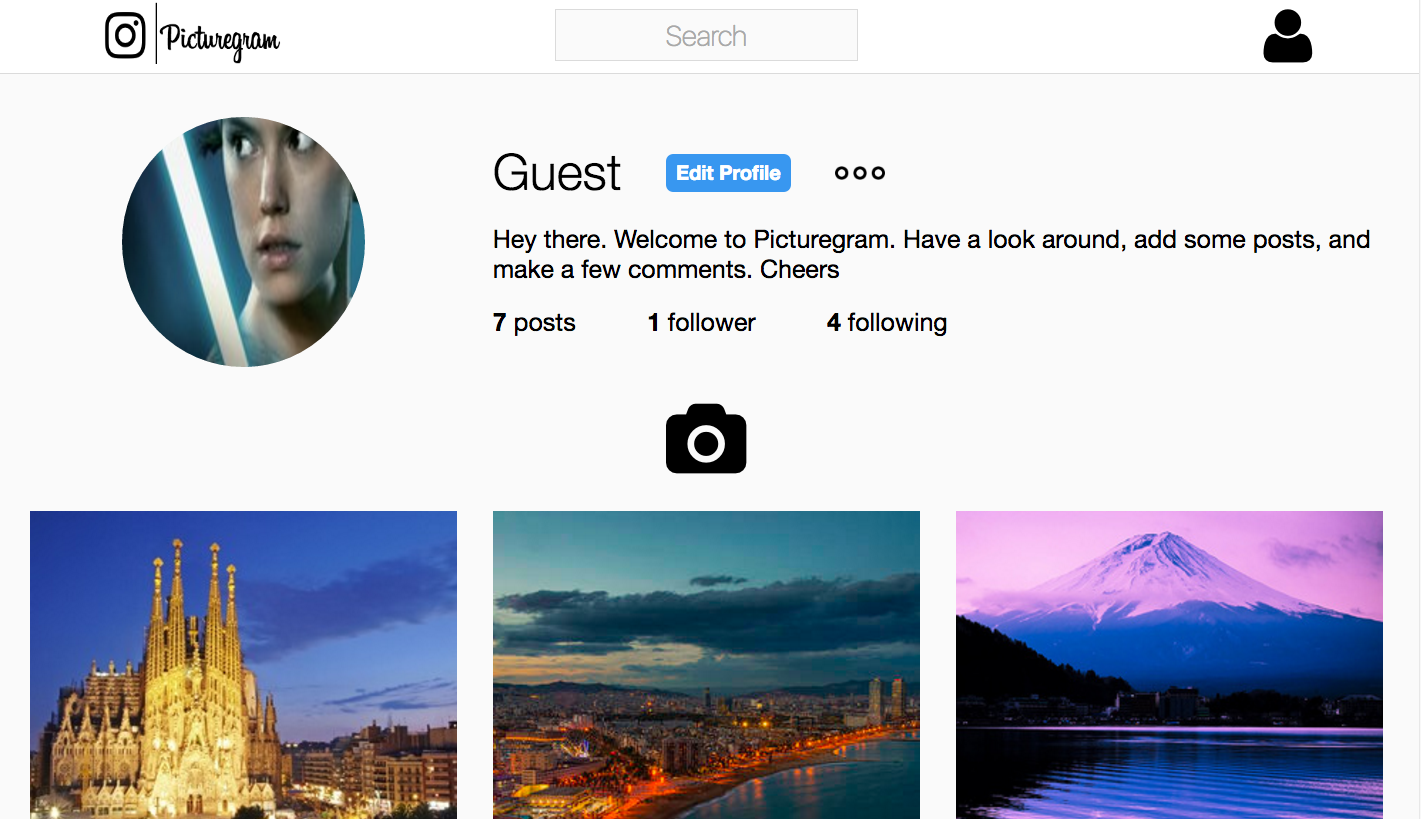 Picturegram
Search
Guest
Edit Profile
Hey there. Welcome to Picturegram. Have a look around, add some posts, and
make a few comments. Cheers
7 posts 1 follower 4 following